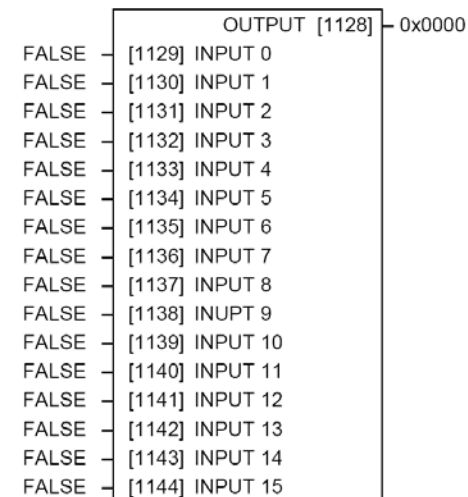 OUTPUT [1128] 0x0000
FALSE [1129] INPUT 0
FALSE [1130] INPUT 1
FALSE [1131] INPUT 2
FALSE [1132] INPUT 3
FALSE [1133] INPUT 4
FALSE [1134] INPUT 5
FALSE [1135] INPUT 6
FALSE [1136] INPUT 7
FALSE [1137] INPUT 8
FALSE [1138] INUPT 9
FALSE [1139] INPUT 10
FALSE [1140] INPUT 11
FALSE [1141] INPUT 12
FALSE [1142] INPUT 13
FALSE [1143] INPUT 14
FALSE [1144] INPUT 15